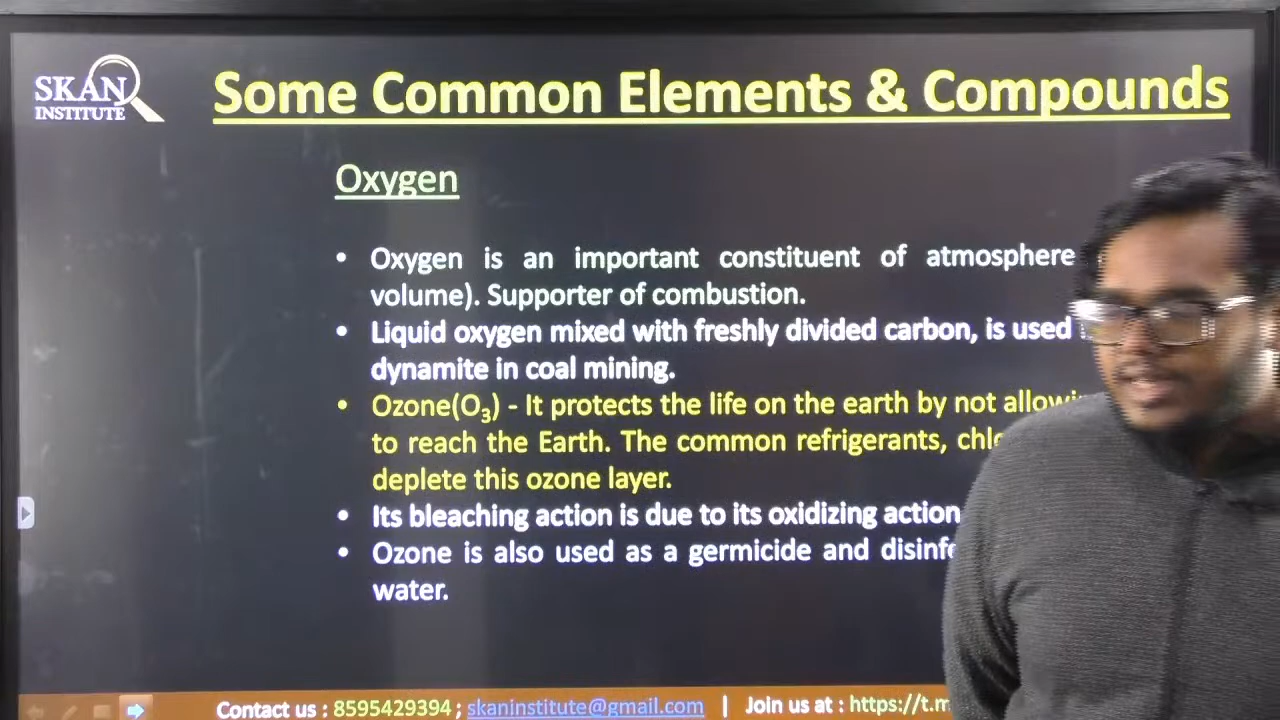 SKAN
INSTITUTE
Some Common Elements & Compounds
Oxygen
• Oxygen is an important constituent of atmosphere
volume). Supporter of combustion.
• Liquid oxygen mixed with freshly divided carbon, is used
dynamite in coal mining.
• Ozone(O₃) - It protects the life on the earth by not
to reach the Earth. The common refrigerants,
deplete this ozone layer.
• Its bleaching action is due to its oxidizing action
• Ozone is also used as a germicide and
water.
Contact us : 8595429394 ; skaninstitute@gmail.com | Join us at : https://t.m